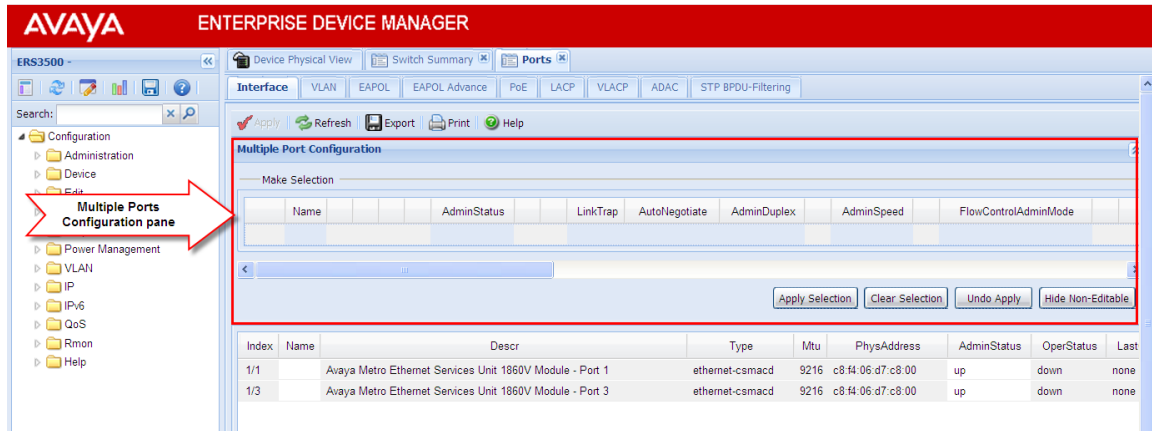 AVAYA ENTERPRISE DEVICE MANAGER
ERS3500 -
Device Physical View Switch Summary Ports
Interface VLAN EAPOL EAPOL Advance PoE LACP VLACP ADAC STP BPDU-Filtering
Search:
Apply Refresh Export Print Help
Configuration
Administration
Device
Edit
Multiple Ports
Configuration pane
Power Management
VLAN
IP
IPv6
QoS
Rmon
Help
Multiple Port Configuration
Make Selection
Name AdminStatus LinkTrap AutoNegotiate AdminDuplex AdminSpeed FlowControlAdminMode
Apply Selection Clear Selection Undo Apply Hide Non-Editable
Index Name Descr Type Mtu PhysAddress AdminStatus OperStatus Last
1/1 Avaya Metro Ethernet Services Unit 1860V Module - Port 1 ethernet-csmacd 9216 c8:f4:06:d7:c8:00 up down none
1/3 Avaya Metro Ethernet Services Unit 1860V Module - Port 3 ethernet-csmacd 9216 c8:f4:06:d7:c8:00 up down none